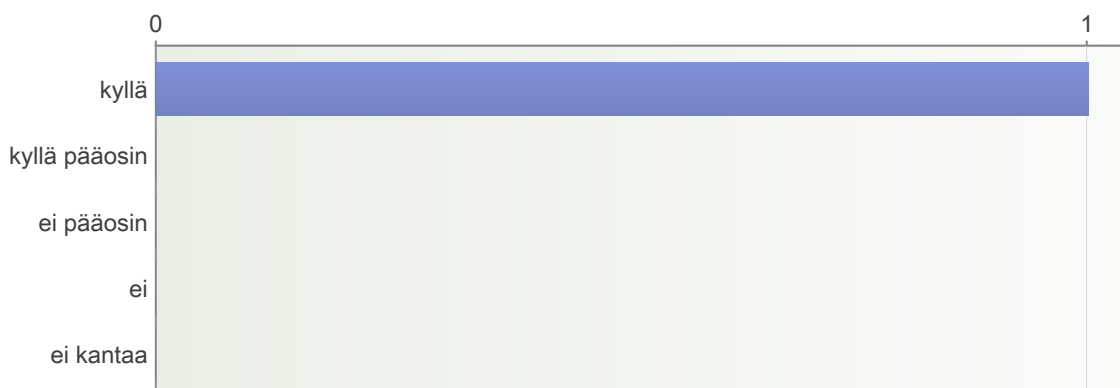 0 1
kyllä
kyllä pääosin
ei pääosin
ei
ei kantaa